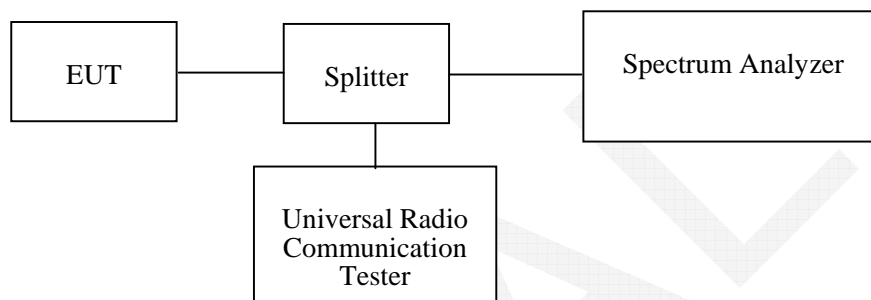 EUT
Splitter
Spectrum Analyzer
Universal Radio
Communication
Tester